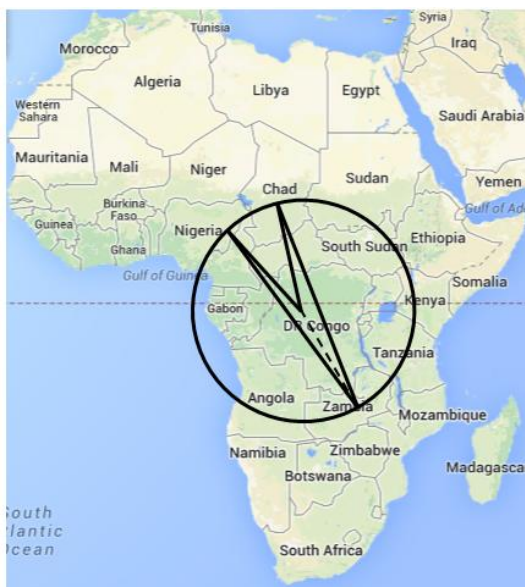 Syria
Tunisia
Morocco
Iraq
Algeria
Libya
Egypt
Western
Sahara
Saudi Arabia
Mauritania
Mali
Niger
Chad
Sudan
Yemen
Gulf of Ad
Burkina
Faso
Guinea
Nigeria
Ghana
South Sudan
Ethiopia
Gulf of Guinea
Somalia
Gabon
Kenya
DR Congo
Tanzania
Angola
Zambia
Mozambique
Namibia
Zimbabwe
Botswana
Madagasca
South
tlantic
Ocean
South Africa